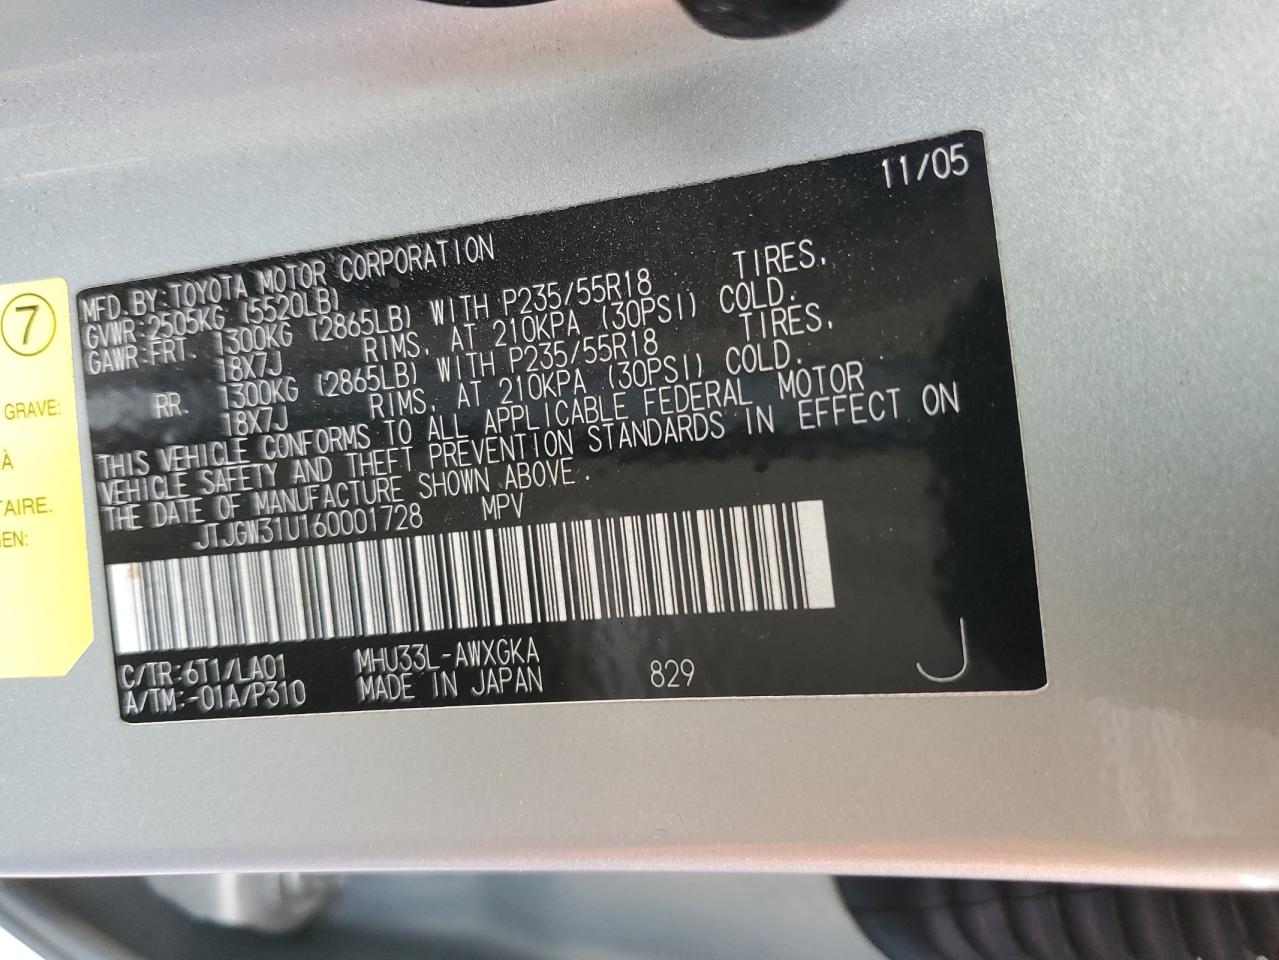 11/05
MFD. BY: TOYOTA MOTOR CORPORATION
GVWR: 2505KG (5520LB)
GAWR: FRT. 1300KG (2865LB) WITH P235/55R18 TIRES,
18X7J RIMS, AT 210KPA (30PSI) COLD.
RR. 1300KG (2865LB) WITH P235/55R18 TIRES,
18X7J RIMS, AT 210KPA (30PSI) COLD.
THIS VEHICLE CONFORMS TO ALL APPLICABLE FEDERAL MOTOR
VEHICLE SAFETY AND THEFT PREVENTION STANDARDS IN EFFECT ON
THE DATE OF MANUFACTURE SHOWN ABOVE.
JTJGW31U160001728 MPV
C/TR: 6T1/LA01 MHU33L-AWXGKA
A/TM: -01A/P310 MADE IN JAPAN 829 J
7
GRAVE:
À
TAIRE.
EN: